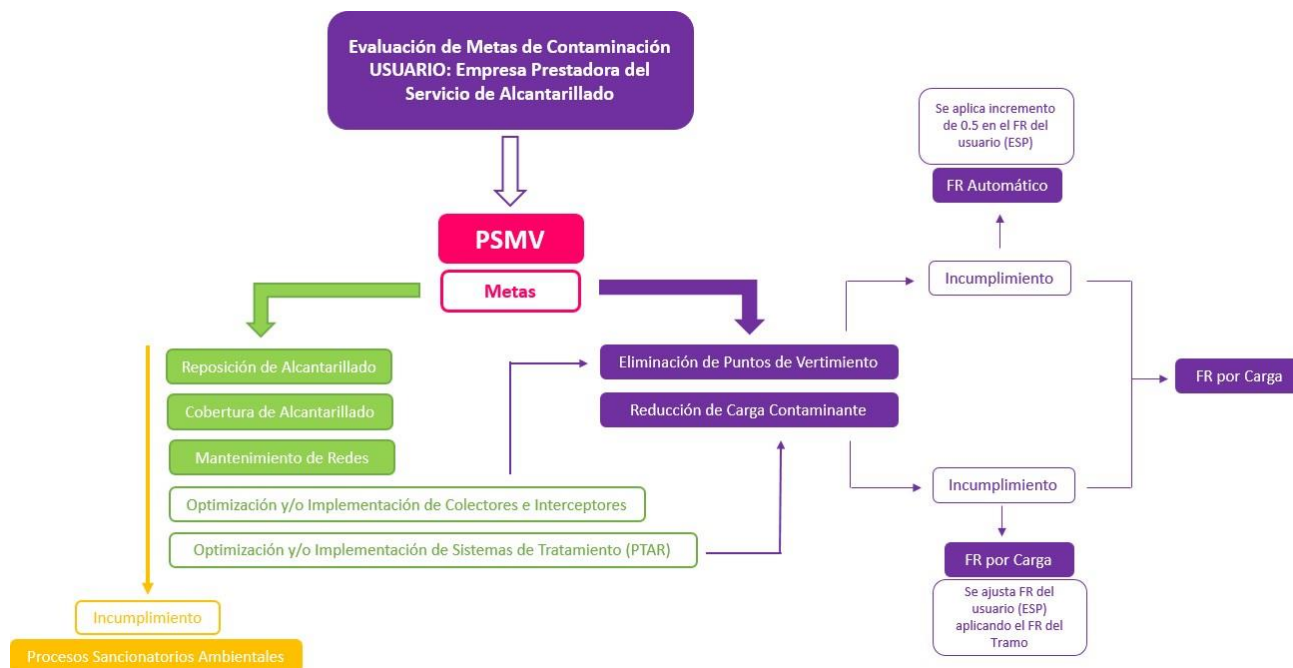 Evaluación de Metas de Contaminación
USUARIO: Empresa Prestadora del
Servicio de Alcantarillado
PSMV
Metas
Reposición de Alcantarillado
Cobertura de Alcantarillado
Mantenimiento de Redes
Optimización y/o Implementación de Colectores e Interceptores
Optimización y/o Implementación de Sistemas de Tratamiento (PTAR)
Incumplimiento
Procesos Sancionatorios Ambientales
Eliminación de Puntos de Vertimiento
Reducción de Carga Contaminante
Se aplica incremento
de 0.5 en el FR del
usuario (ESP)
FR Automático
Incumplimiento
FR por Carga
Incumplimiento
FR por Carga
Se ajusta FR del
usuario (ESP)
aplicando el FR del
Tramo